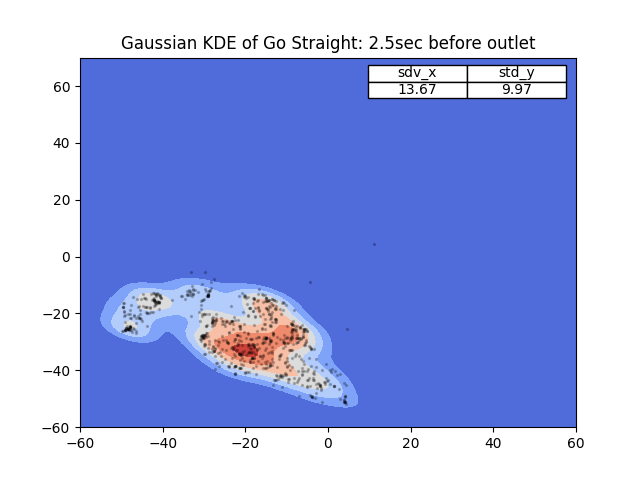 Gaussian KDE of Go Straight: 2.5sec before outlet
sdv_x std_y
13.67 9.97
60
40
20
0
−20
−40
−60
−60 −40 −20 0 20 40 60